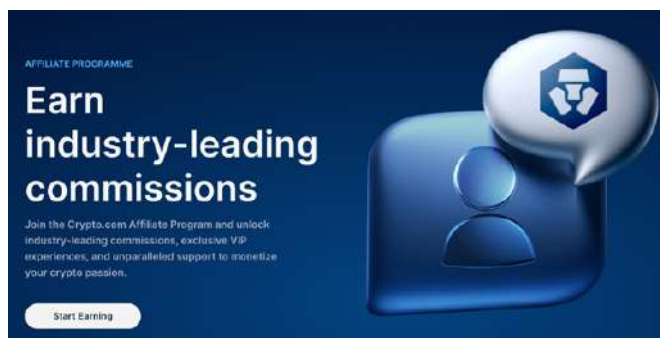 AFFILIATE PROGRAMME
Earn
industry-leading
commissions
Join the Crypto.com Affiliate Program and unlock
industry-leading commissions, exclusive VIP
experiences, and unparalleled support to monetize
your crypto passion.
Start Earning